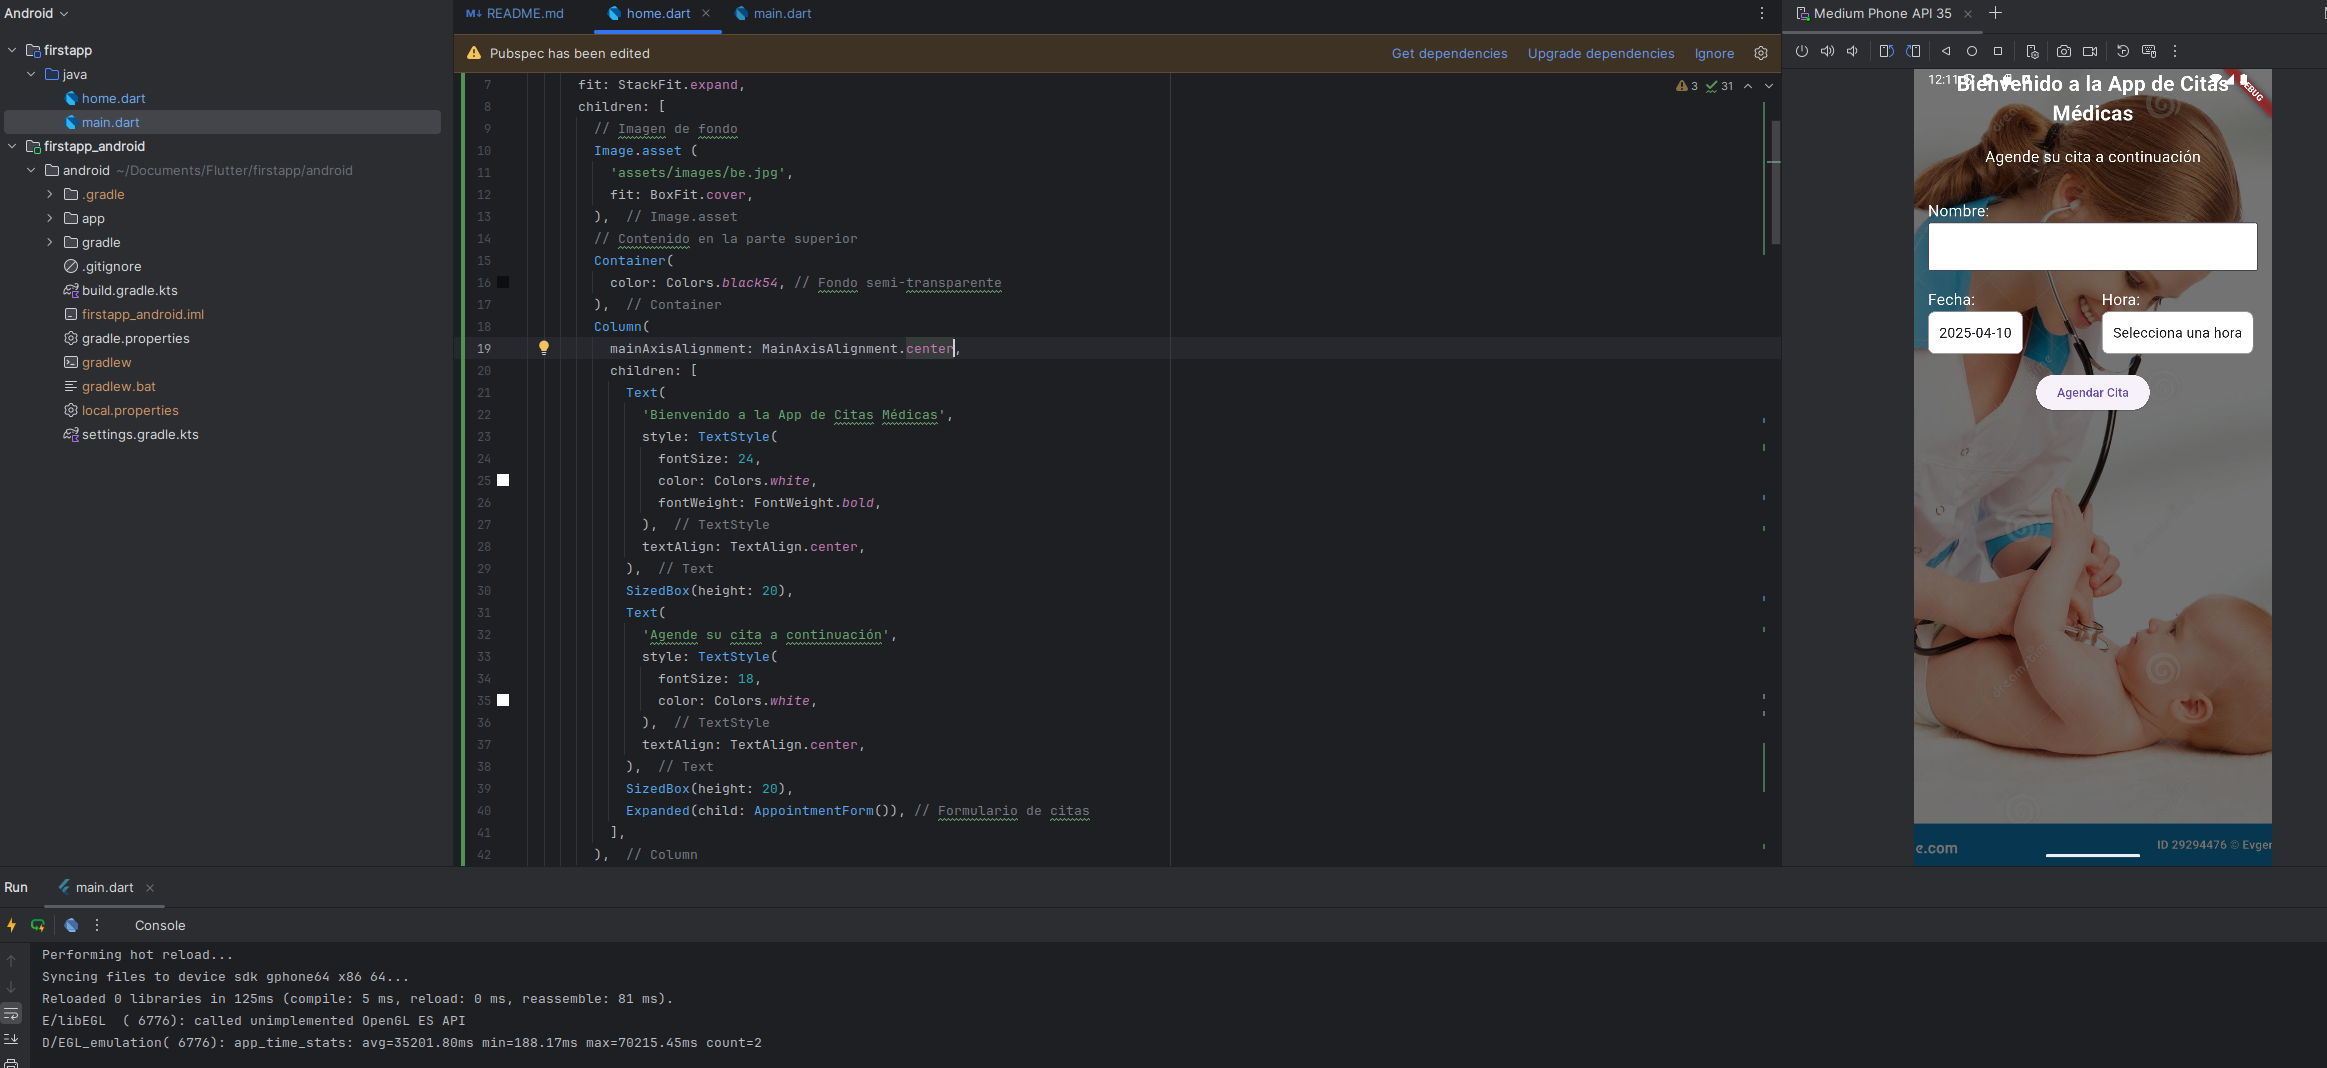 Android
README.md
home.dart
main.dart
Medium Phone API 35
Pubspec has been edited
Get dependencies
Upgrade dependencies
Ignore
firstapp
java
home.dart
main.dart
firstapp_android
android ~/Documents/Flutter/firstapp/android
.gradle
app
gradle
.gitignore
build.gradle.kts
firstapp_android.iml
gradle.properties
gradlew
gradlew.bat
local.properties
settings.gradle.kts
3
31
7 fit: StackFit.expand,
8 children: [
9 // Imagen de fondo
10 Image.asset (
11 'assets/images/be.jpg',
12 fit: BoxFit.cover,
13 ), // Image.asset
14 // Contenido en la parte superior
15 Container(
16 color: Colors.black54, // Fondo semi-transparente
17 ), // Container
18 Column(
19 mainAxisAlignment: MainAxisAlignment.center,
20 children: [
21 Text(
22 'Bienvenido a la App de Citas Médicas',
23 style: TextStyle(
24 fontSize: 24,
25 color: Colors.white,
26 fontWeight: FontWeight.bold,
27 ), // TextStyle
28 textAlign: TextAlign.center,
29 ), // Text
30 SizedBox(height: 20),
31 Text(
32 'Agende su cita a continuación',
33 style: TextStyle(
34 fontSize: 18,
35 color: Colors.white,
36 ), // TextStyle
37 textAlign: TextAlign.center,
38 ), // Text
39 SizedBox(height: 20),
40 Expanded(child: AppointmentForm()), // Formulario de citas
41 ],
42 ), // Column
12:11
Bienvenido a la App de Citas
Médicas
Agende su cita a continuación
Nombre:
Fecha:
Hora:
2025-04-10
Selecciona una hora
Agendar Cita
e.com
ID 29294476 © Evger
Run
main.dart
Console
Performing hot reload...
Syncing files to device sdk gphone64 x86 64...
Reloaded 0 libraries in 125ms (compile: 5 ms, reload: 0 ms, reassemble: 81 ms).
E/libEGL ( 6776): called unimplemented OpenGL ES API
D/EGL_emulation( 6776): app_time_stats: avg=35201.80ms min=188.17ms max=70215.45ms count=2